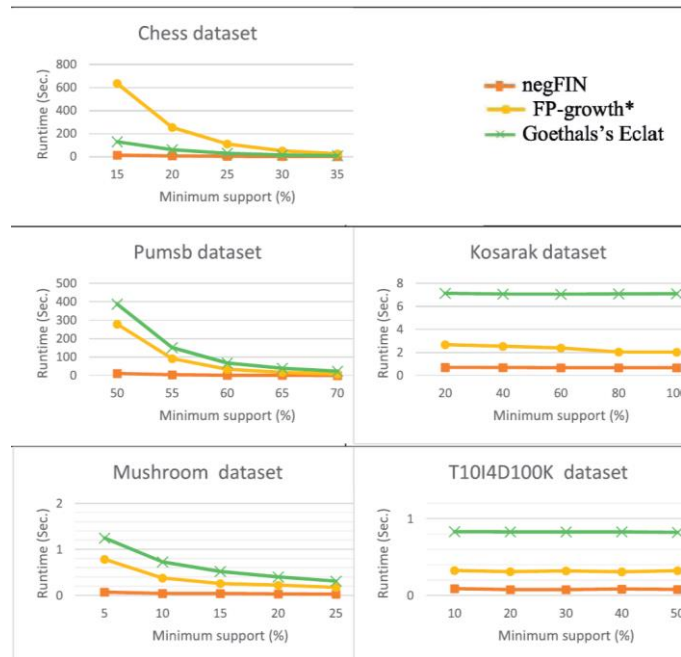 Chess dataset
Runtime (Sec.)
800
600
400
200
0
15 20 25 30 35
Minimum support (%)
negFIN
FP-growth*
Goethals's Eclat
Pumsb dataset
Runtime (Sec.)
500
400
300
200
100
0
50 55 60 65 70
Minimum support (%)
Kosarak dataset
Runtime (Sec.)
8
6
4
2
0
20 40 60 80 100
Minimum support (%)
Mushroom dataset
Runtime (Sec.)
2
1
0
5 10 15 20 25
Minimum support (%)
T10I4D100K dataset
Runtime (Sec.)
1
0
10 20 30 40 50
Minimum support (%)